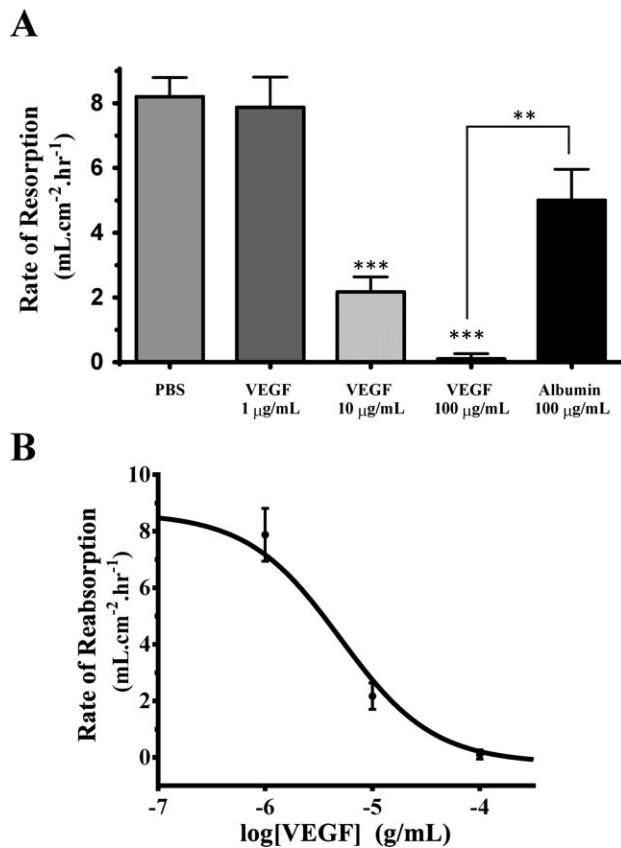 A
Rate of Resorption
(mL.cm-2.hr-1)
8
6
4
2
0
***
***
**
PBS
VEGF
1 μg/mL
VEGF
10 μg/mL
VEGF
100 μg/mL
Albumin
100 μg/mL
B
Rate of Reabsorption
(mL.cm-2.hr-1)
10
8
6
4
2
0
-7
-6
-5
-4
log[VEGF] (g/mL)